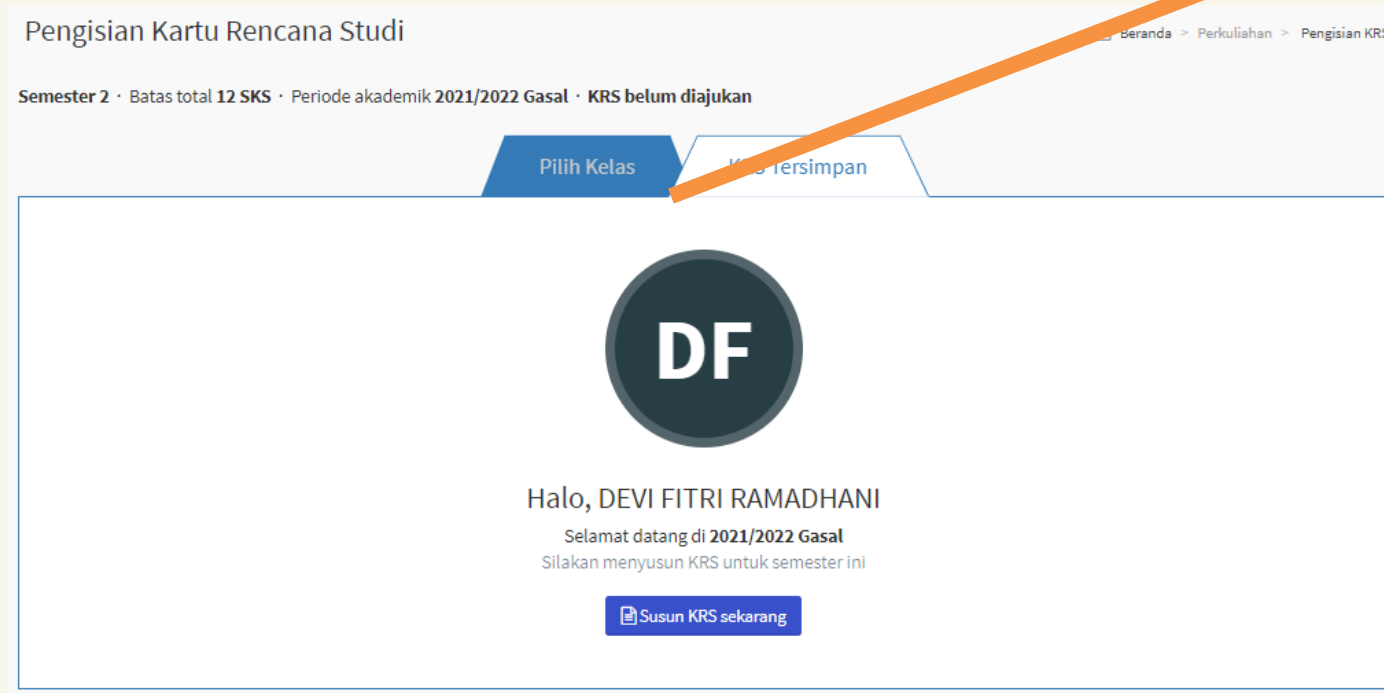 Pengisian Kartu Rencana Studi
Beranda > Perkuliahan > Pengisian KRS
Semester 2 · Batas total 12 SKS · Periode akademik 2021/2022 Gasal · KRS belum diajukan
Pilih Kelas
KRS Tersimpan
DF
Halo, DEVI FITRI RAMADHANI
Selamat datang di 2021/2022 Gasal
Silakan menyusun KRS untuk semester ini
Susun KRS sekarang